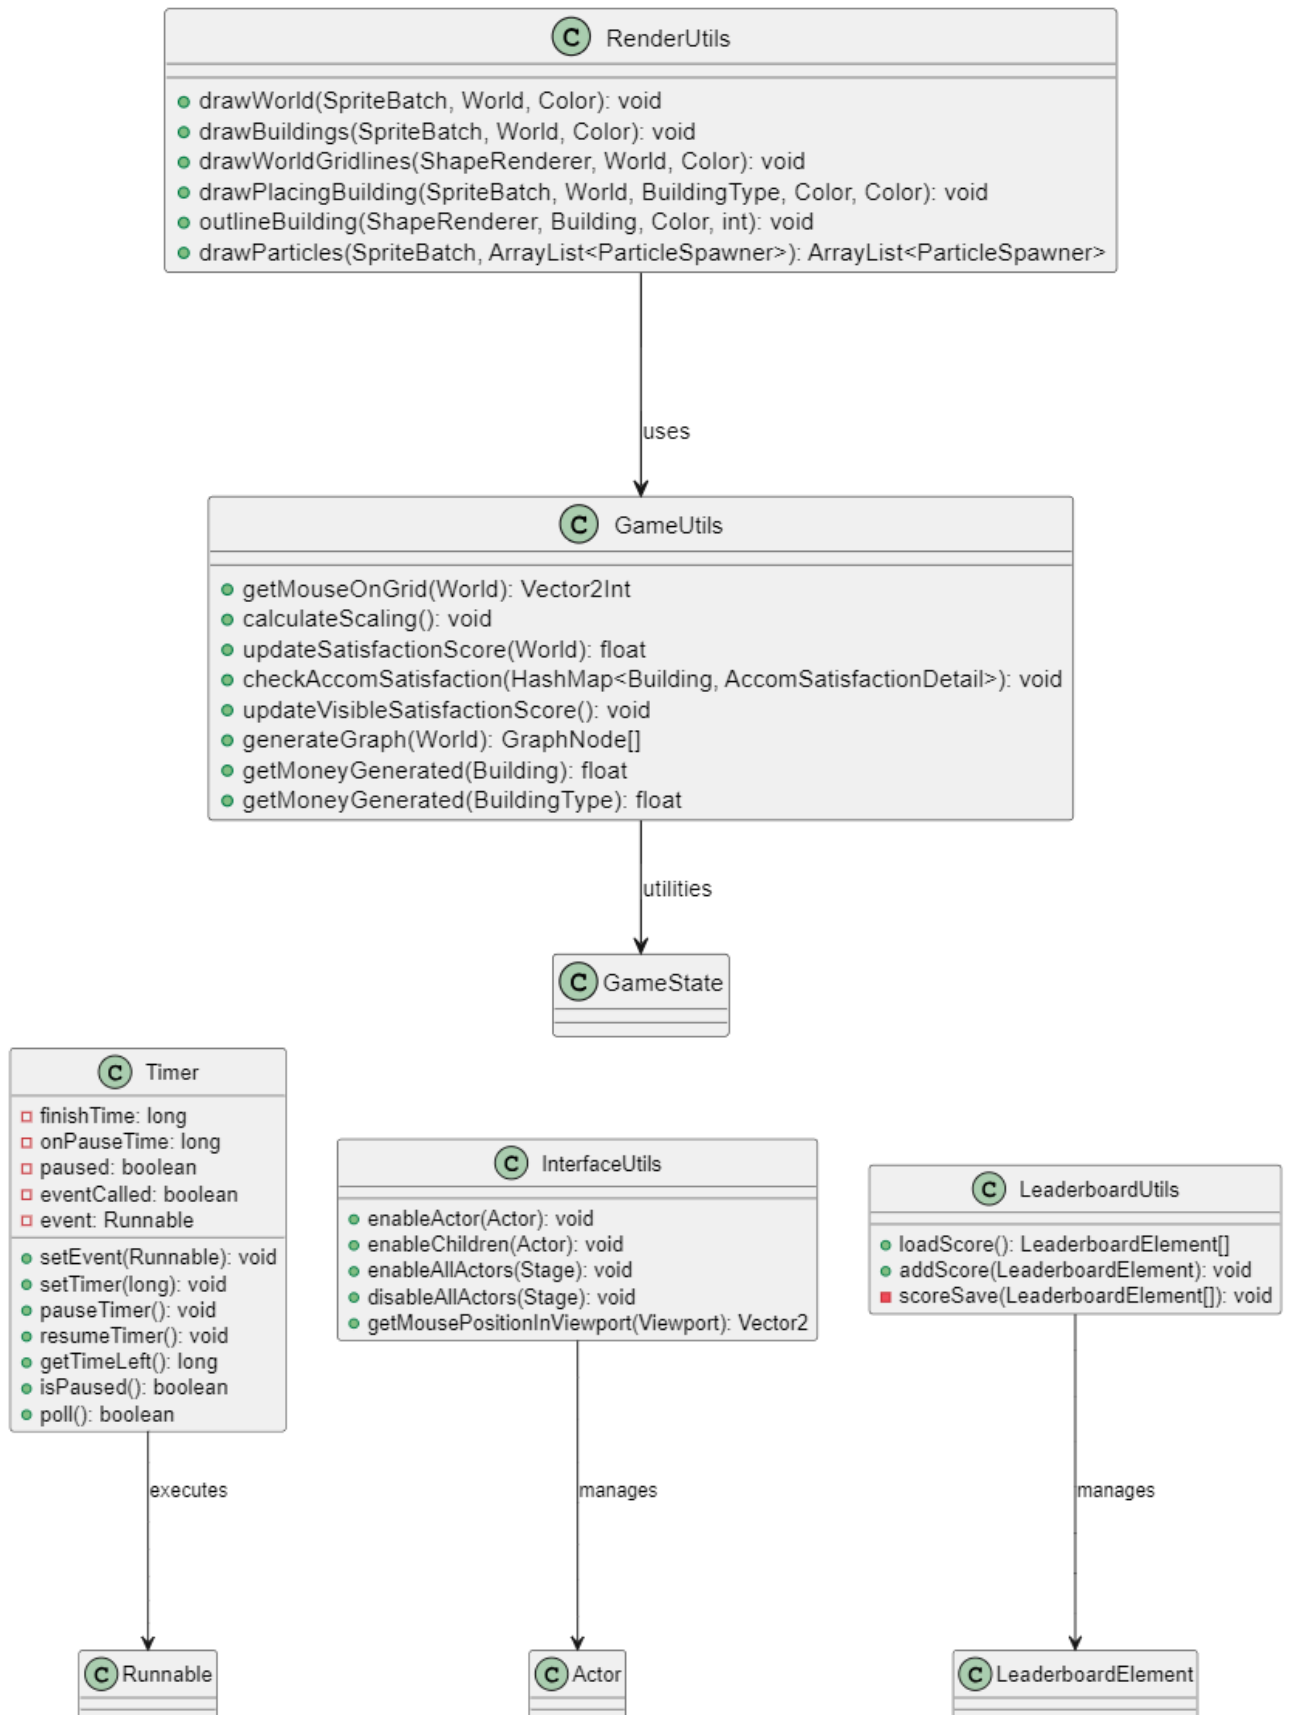 C RenderUtils
drawWorld(SpriteBatch, World, Color): void
drawBuildings(SpriteBatch, World, Color): void
drawWorldGridlines(ShapeRenderer, World, Color): void
drawPlacingBuilding(SpriteBatch, World, BuildingType, Color, Color): void
outlineBuilding(ShapeRenderer, Building, Color, int): void
drawParticles(SpriteBatch, ArrayList<ParticleSpawner>): ArrayList<ParticleSpawner>
uses
C GameUtils
getMouseOnGrid(World): Vector2Int
calculateScaling(): void
updateSatisfactionScore(World): float
checkAccomSatisfaction(HashMap<Building, AccomSatisfactionDetail>): void
updateVisibleSatisfactionScore(): void
generateGraph(World): GraphNode[]
getMoneyGenerated(Building): float
getMoneyGenerated(BuildingType): float
utilities
C GameState
C Timer
finishTime: long
onPauseTime: long
paused: boolean
eventCalled: boolean
event: Runnable
setEvent(Runnable): void
setTimer(long): void
pauseTimer(): void
resumeTimer(): void
getTimeLeft(): long
isPaused(): boolean
poll(): boolean
executes
C Runnable
C InterfaceUtils
enableActor(Actor): void
enableChildren(Actor): void
enableAllActors(Stage): void
disableAllActors(Stage): void
getMousePositionInViewport(Viewport): Vector2
manages
C Actor
C LeaderboardUtils
loadScore(): LeaderboardElement[]
addScore(LeaderboardElement): void
scoreSave(LeaderboardElement[]): void
manages
C LeaderboardElement